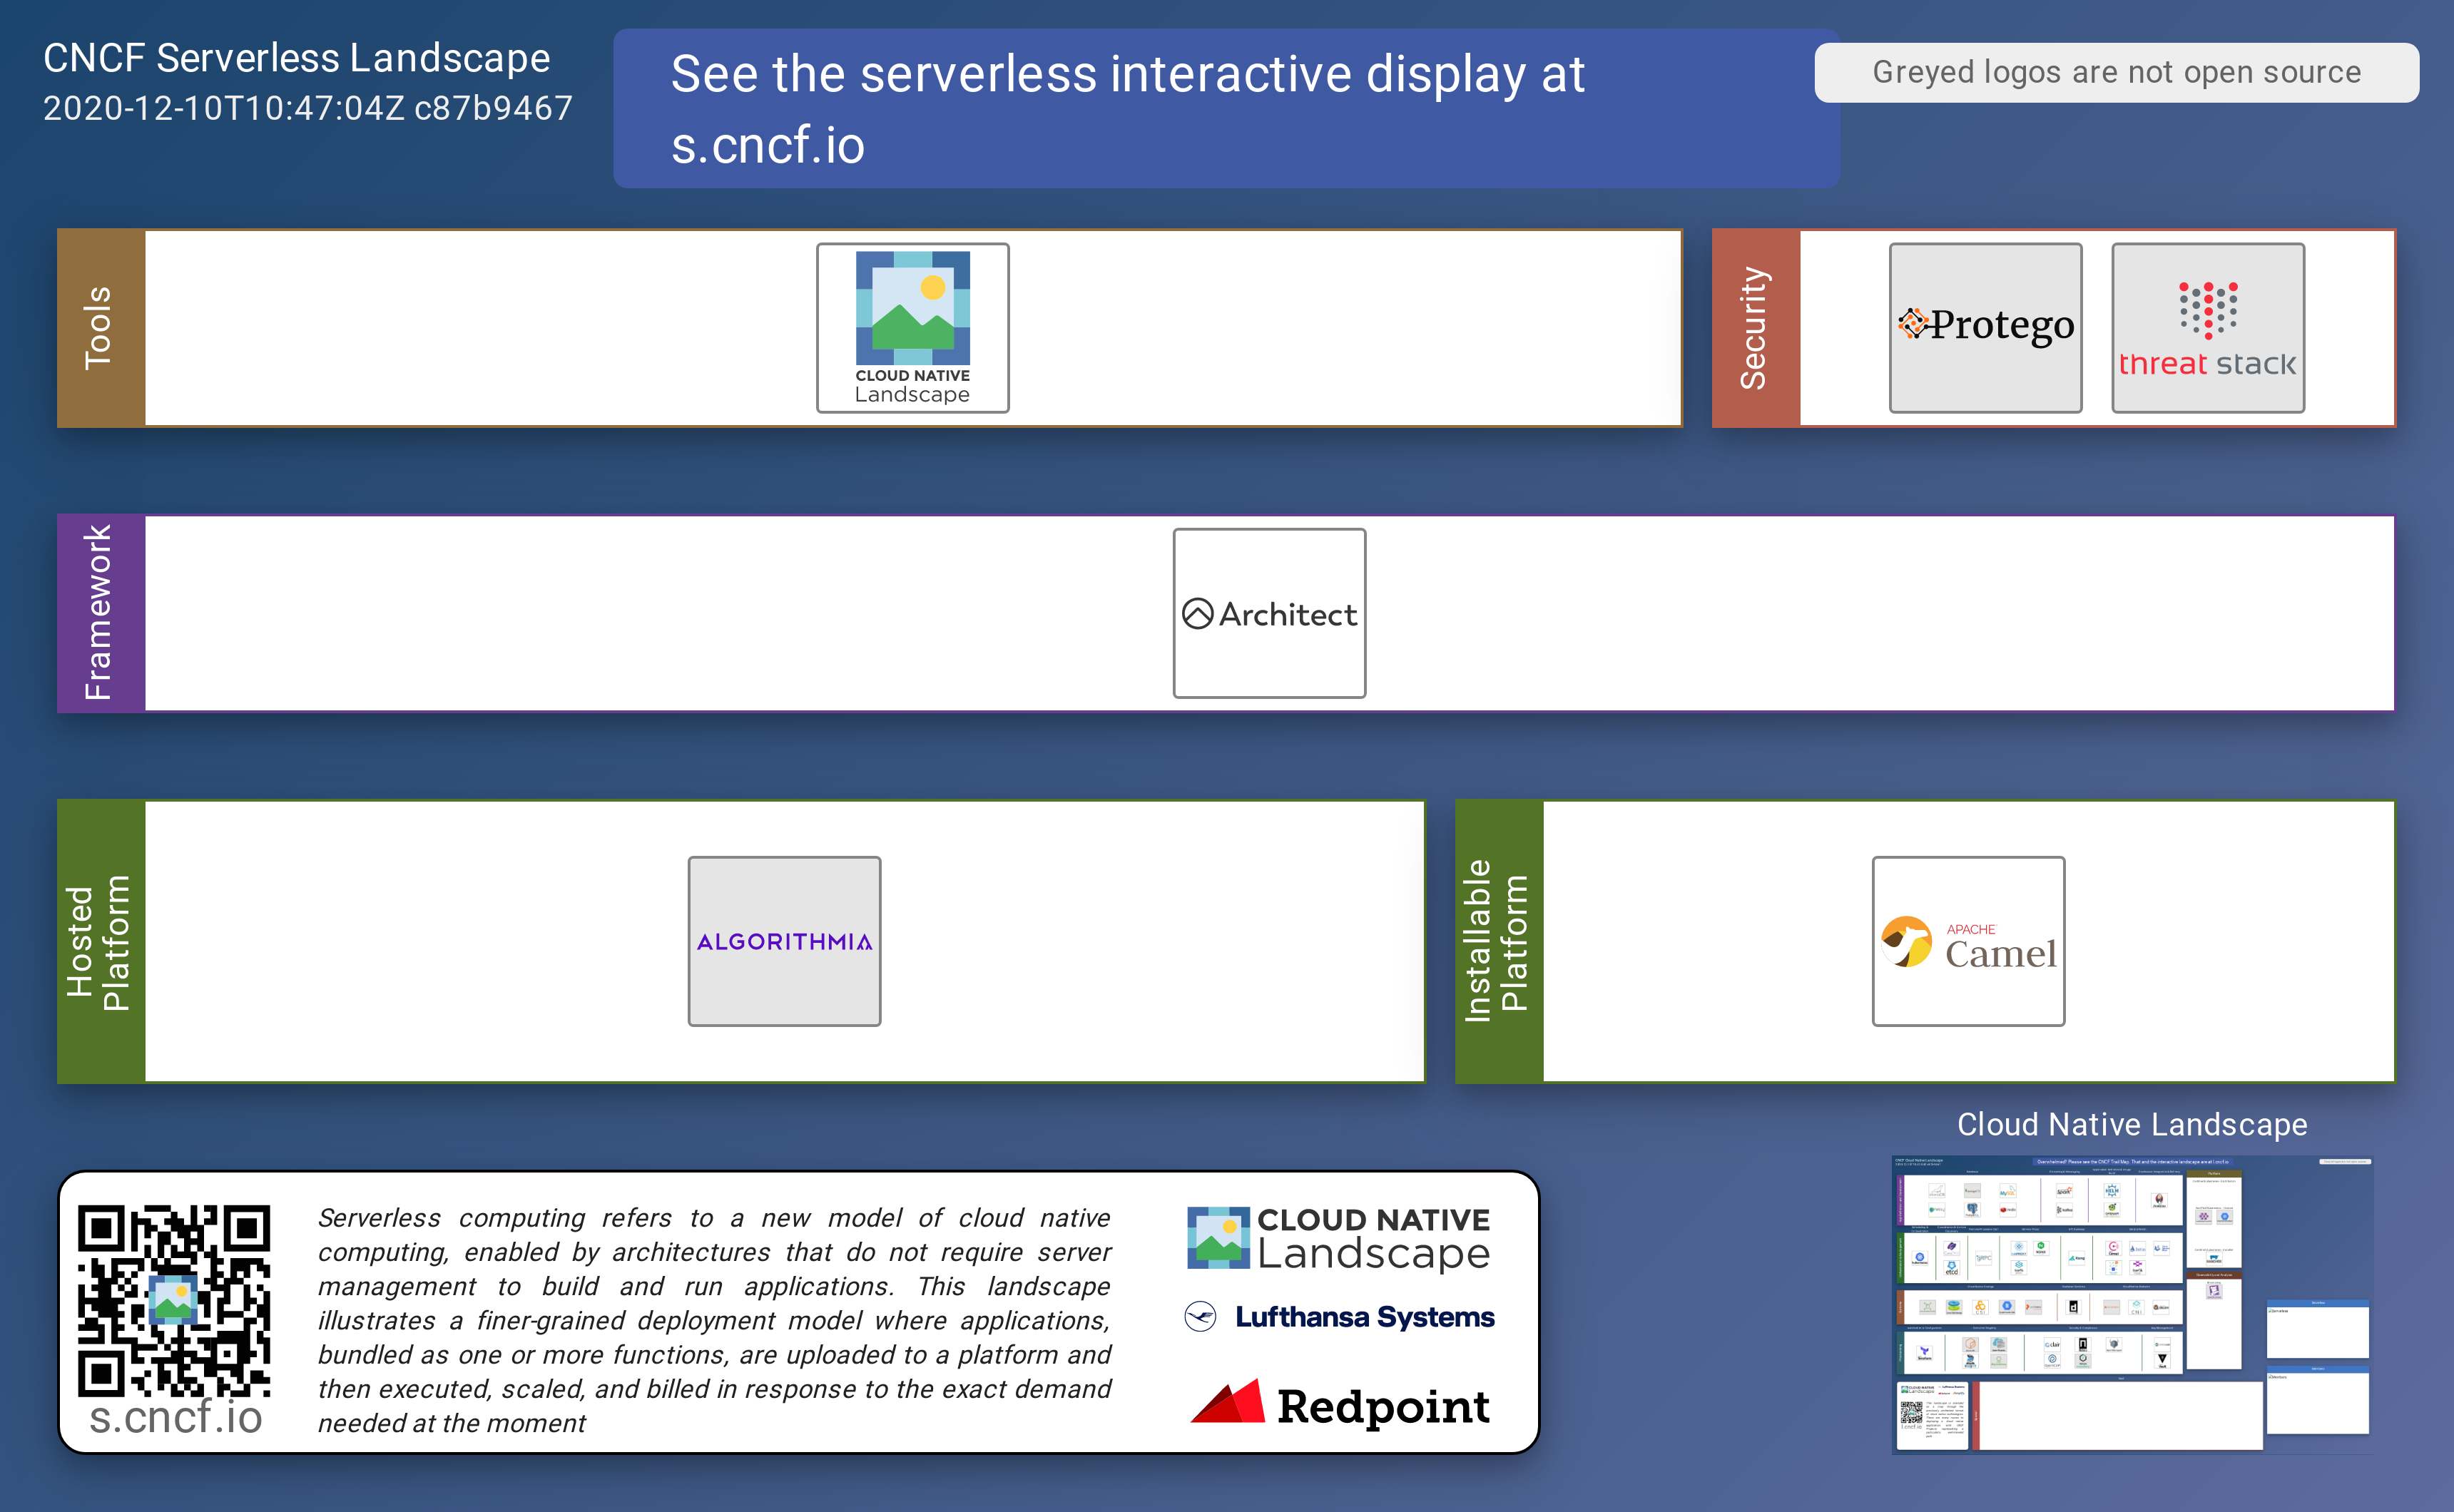 CNCF Serverless Landscape
2020-12-10T10:47:04Z c87b9467
See the serverless interactive display at
s.cncf.io
Greyed logos are not open source
Tools
CLOUD NATIVE
Landscape
Security
Protego
threat stack
Framework
Architect
Hosted
Platform
ALGORITHMIA
Installable
Platform
APACHE
Camel
Cloud Native Landscape
s.cncf.io
Serverless computing refers to a new model of cloud native
computing, enabled by architectures that do not require server
management to build and run applications. This landscape
illustrates a finer-grained deployment model where applications,
bundled as one or more functions, are uploaded to a platform and
then executed, scaled, and billed in response to the exact demand
needed at the moment
CLOUD NATIVE
Landscape
Lufthansa Systems
Redpoint